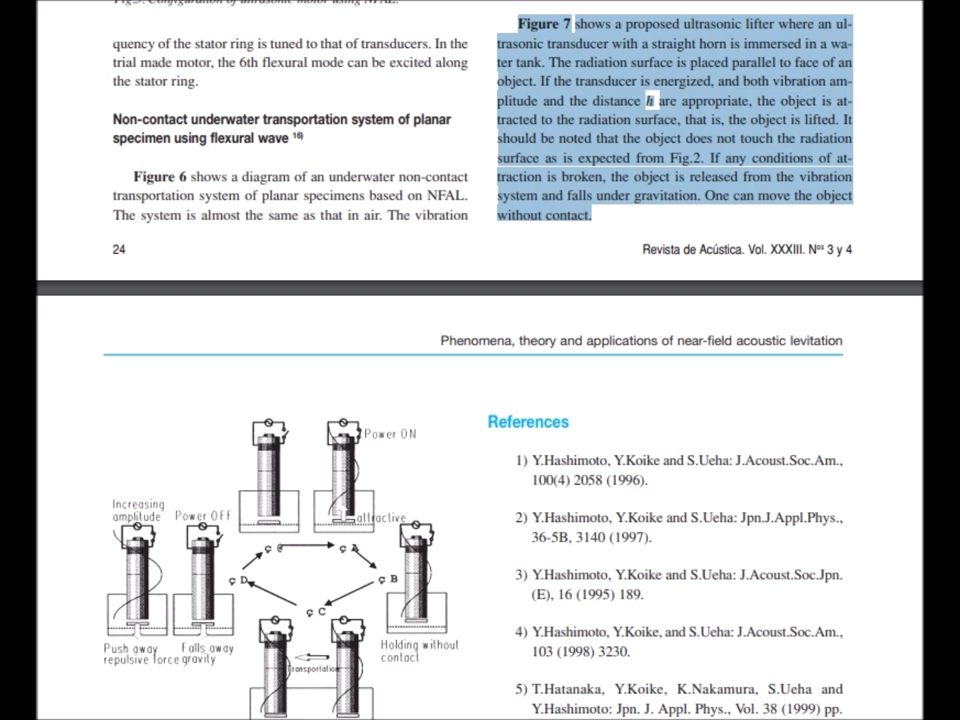 Fig.5. Configuration of ultrasonic motor using NFAL.
quency of the stator ring is tuned to that of transducers. In the
trial made motor, the 6th flexural mode can be excited along
the stator ring.
Non-contact underwater transportation system of planar
specimen using flexural wave 16)
Figure 6 shows a diagram of an underwater non-contact
transportation system of planar specimens based on NFAL.
The system is almost the same as that in air. The vibration
Figure 7 shows a proposed ultrasonic lifter where an ul-
trasonic transducer with a straight horn is immersed in a wa-
ter tank. The radiation surface is placed parallel to face of an
object. If the transducer is energized, and both vibration am-
plitude and the distance h are appropriate, the object is at-
tracted to the radiation surface, that is, the object is lifted. It
should be noted that the object does not touch the radiation
surface as is expected from Fig.2. If any conditions of at-
traction is broken, the object is released from the vibration
system and falls under gravitation. One can move the object
without contact.
24
Revista de Acústica. Vol. XXXIII. Nos 3 y 4
Phenomena, theory and applications of near-field acoustic levitation
Power ON
attractive
Increasing
amplitude
Power OFF
ç @
ç A
ç B
ç C
ç D
Holding without
contact
Push away
repulsive force
Falls away
gravity
Transportation
References
1) Y.Hashimoto, Y.Koike and S.Ueha: J.Acoust.Soc.Am.,
100(4) 2058 (1996).
2) Y.Hashimoto, Y.Koike and S.Ueha: Jpn.J.Appl.Phys.,
36-5B, 3140 (1997).
3) Y.Hashimoto, Y.Koike and S.Ueha: J.Acoust.Soc.Jpn.
(E), 16 (1995) 189.
4) Y.Hashimoto, Y.Koike, and S.Ueha: J.Acoust.Soc.Am.,
103 (1998) 3230.
5) T.Hatanaka, Y.Koike, K.Nakamura, S.Ueha and
Y.Hashimoto: Jpn. J. Appl. Phys., Vol. 38 (1999) pp.